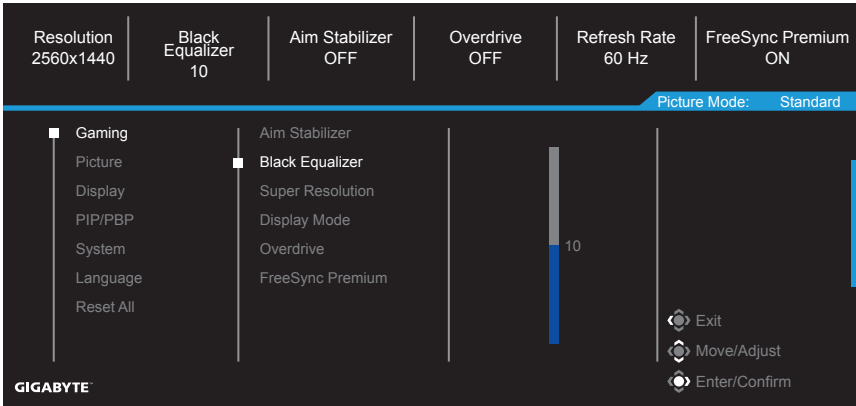 Resolution
2560x1440
Black
Equalizer
10
Aim Stabilizer
OFF
Overdrive
OFF
Refresh Rate
60 Hz
FreeSync Premium
ON
Picture Mode: Standard
Gaming
Picture
Display
PIP/PBP
System
Language
Reset All
Aim Stabilizer
Black Equalizer
Super Resolution
Display Mode
Overdrive
FreeSync Premium
10
Exit
Move/Adjust
Enter/Confirm
GIGABYTE™